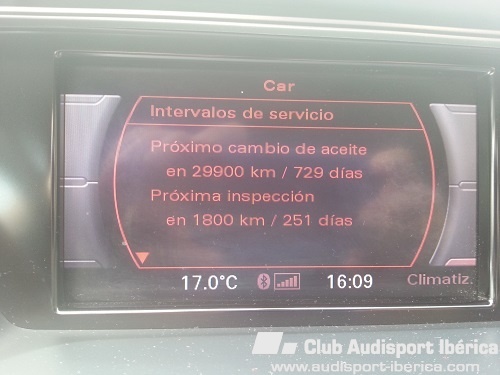 Car
Intervalos de servicio
Próximo cambio de aceite
en 29900 km / 729 días
Próxima inspección
en 1800 km / 251 días
17.0°C 16:09 Climatiz.
Club Audisport Ibérica
www.audisport-iberica.com